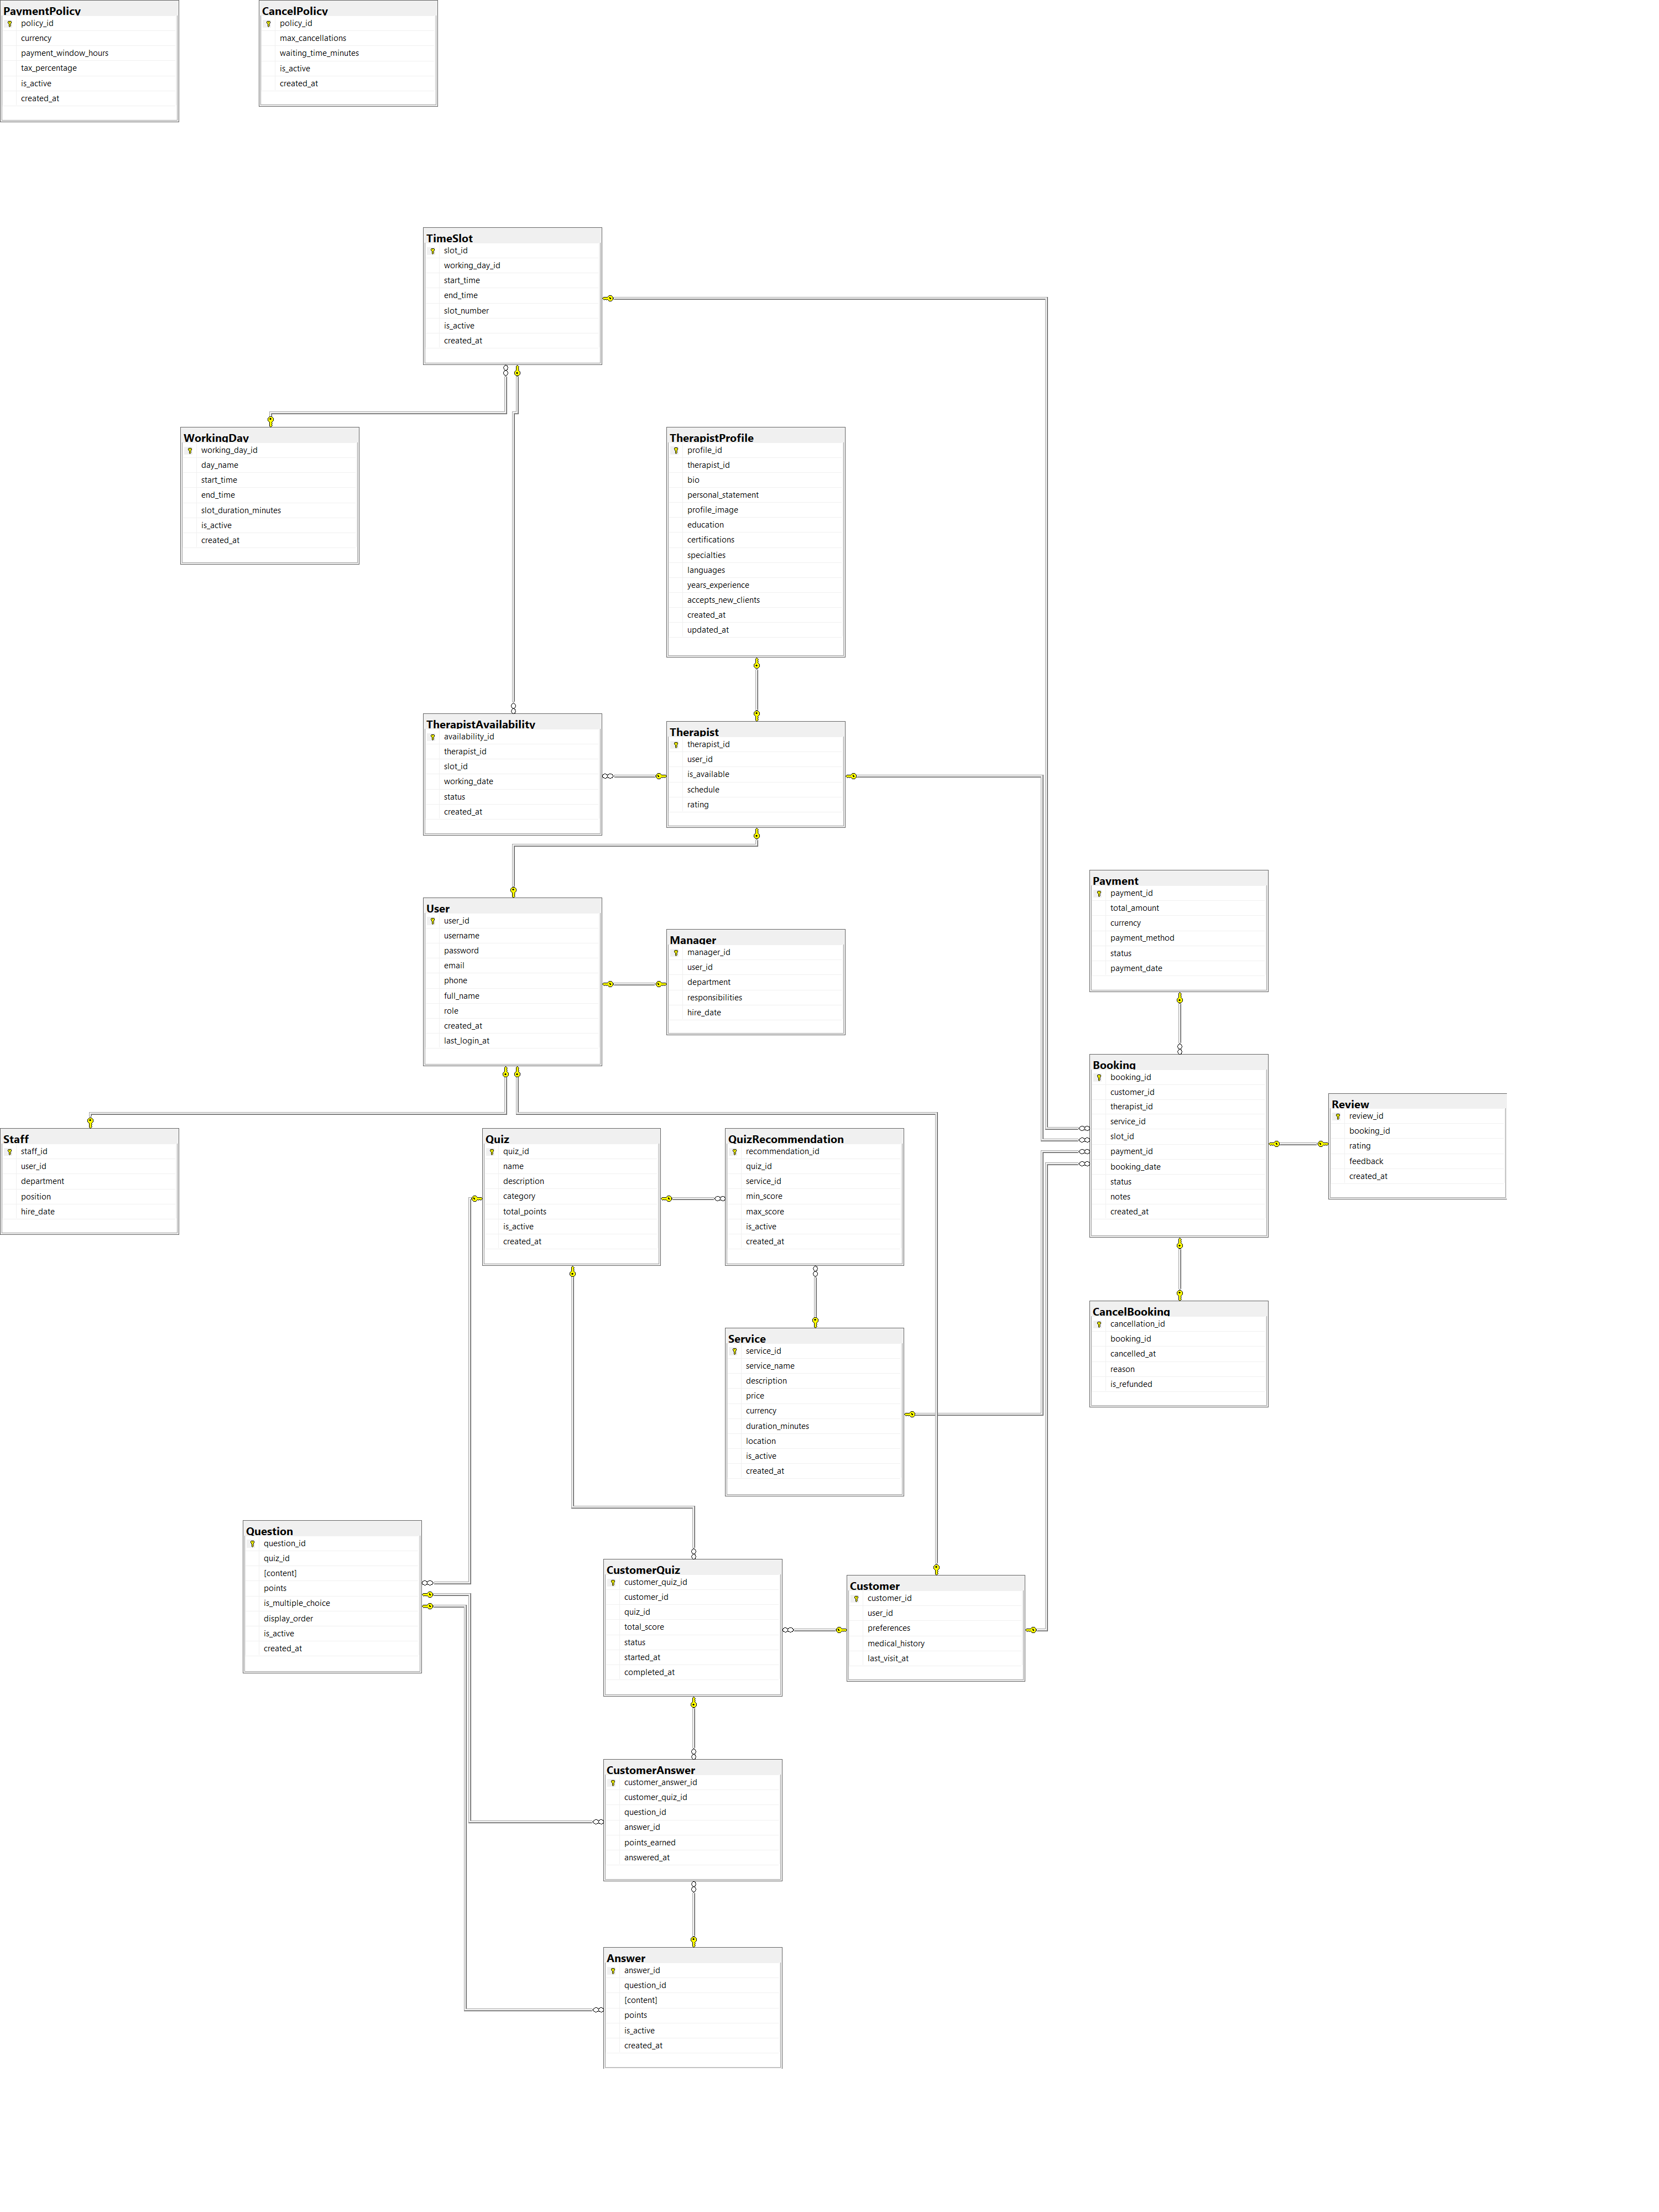 PaymentPolicy
policy_id
currency
payment_window_hours
tax_percentage
is_active
created_at
CancelPolicy
policy_id
max_cancellations
waiting_time_minutes
is_active
created_at
TimeSlot
slot_id
working_day_id
start_time
end_time
slot_number
is_active
created_at
WorkingDay
working_day_id
day_name
start_time
end_time
slot_duration_minutes
is_active
created_at
TherapistProfile
profile_id
therapist_id
bio
personal_statement
profile_image
education
certifications
specialties
languages
years_experience
accepts_new_clients
created_at
updated_at
TherapistAvailability
availability_id
therapist_id
slot_id
working_date
status
created_at
Therapist
therapist_id
user_id
is_available
schedule
rating
User
user_id
username
password
email
phone
full_name
role
created_at
last_login_at
Manager
manager_id
user_id
department
responsibilities
hire_date
Payment
payment_id
total_amount
currency
payment_method
status
payment_date
Booking
booking_id
customer_id
therapist_id
service_id
slot_id
payment_id
booking_date
status
notes
created_at
Review
review_id
booking_id
rating
feedback
created_at
Staff
staff_id
user_id
department
position
hire_date
Quiz
quiz_id
name
description
category
total_points
is_active
created_at
QuizRecommendation
recommendation_id
quiz_id
service_id
min_score
max_score
is_active
created_at
CancelBooking
cancellation_id
booking_id
cancelled_at
reason
is_refunded
Service
service_id
service_name
description
price
currency
duration_minutes
location
is_active
created_at
Question
question_id
quiz_id
[content]
points
is_multiple_choice
display_order
is_active
created_at
CustomerQuiz
customer_quiz_id
customer_id
quiz_id
total_score
status
started_at
completed_at
Customer
customer_id
user_id
preferences
medical_history
last_visit_at
CustomerAnswer
customer_answer_id
customer_quiz_id
question_id
answer_id
points_earned
answered_at
Answer
answer_id
question_id
[content]
points
is_active
created_at